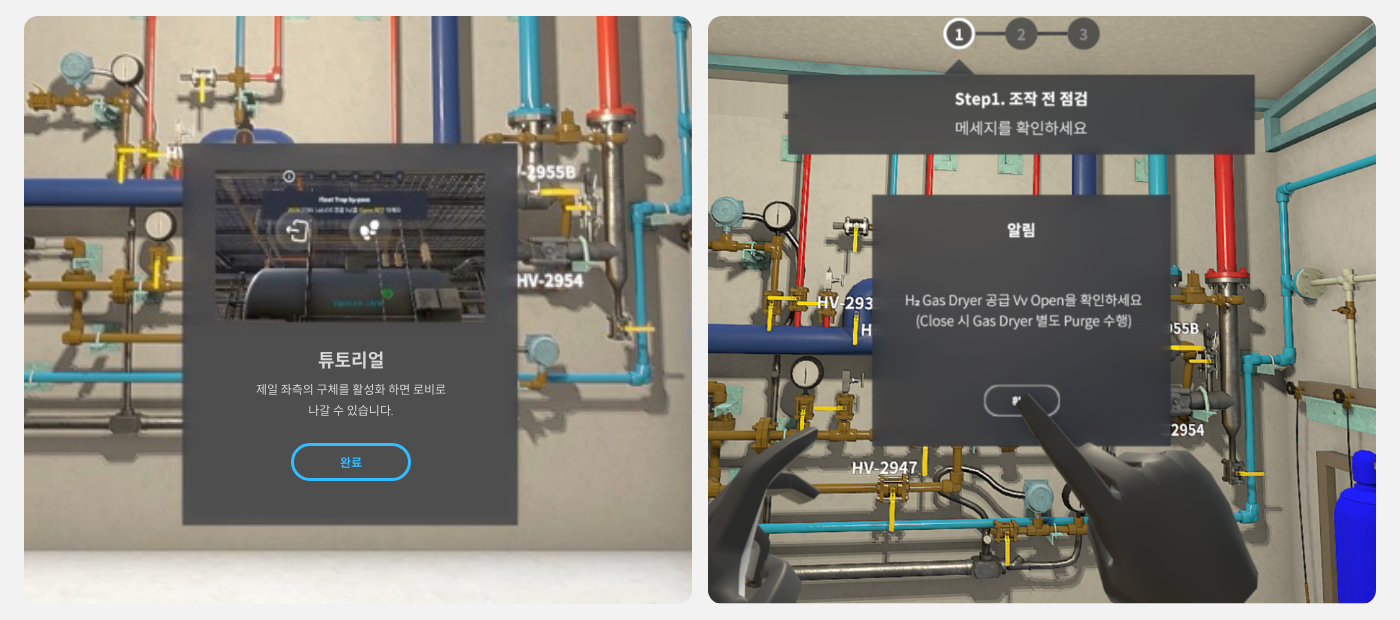 HV-2955B
HV-2954
Float Trap by-pass
튜토리얼
제일 좌측의 구체를 활성화 하면 로비로
나갈 수 있습니다.
완료
1 2 3
Step1. 조작 전 점검
메세지를 확인하세요
알림
H₂ Gas Dryer 공급 Vv Open을 확인하세요
(Close 시 Gas Dryer 별도 Purge 수행)
HV-293
955B
2954
HV-2947